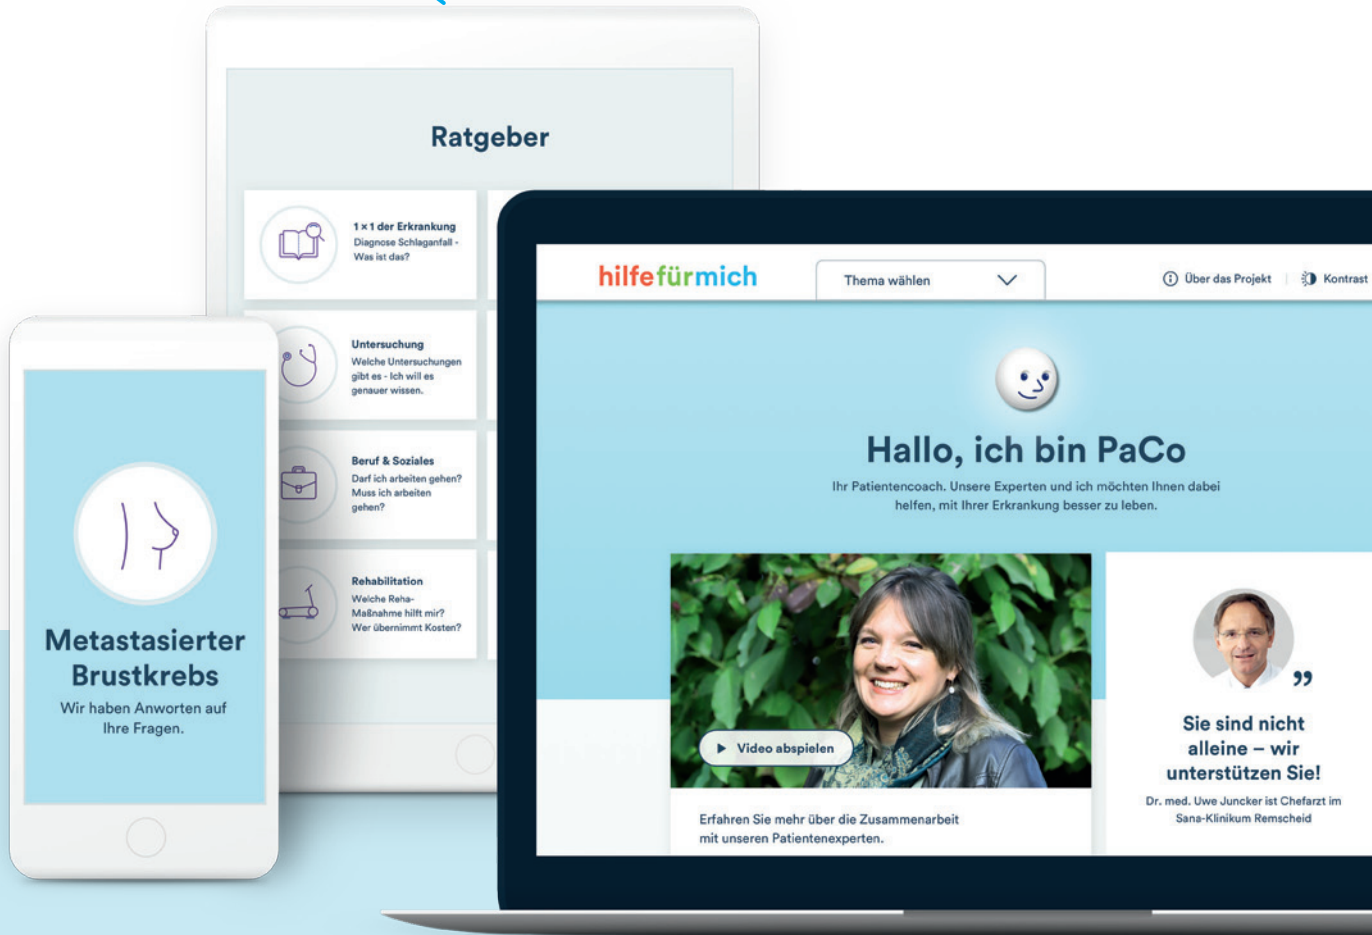 Ratgeber
1 × 1 der Erkrankung
Diagnose Schlaganfall -
Was ist das?
Untersuchung
Welche Untersuchungen
gibt es - Ich will es
genauer wissen.
Beruf & Soziales
Darf ich arbeiten gehen?
Muss ich arbeiten
gehen?
Rehabilitation
Welche Reha-
Maßnahme hilft mir?
Wer übernimmt Kosten?
Metastasierter
Brustkrebs
Wir haben Anworten auf
Ihre Fragen.
hilfefürmich
Thema wählen
Über das Projekt
Kontrast
Hallo, ich bin PaCo
Ihr Patientencoach. Unsere Experten und ich möchten Ihnen dabei
helfen, mit Ihrer Erkrankung besser zu leben.
Video abspielen
Erfahren Sie mehr über die Zusammenarbeit
mit unseren Patientenexperten.
”
Sie sind nicht
alleine – wir
unterstützen Sie!
Dr. med. Uwe Juncker ist Chefarzt im
Sana-Klinikum Remscheid